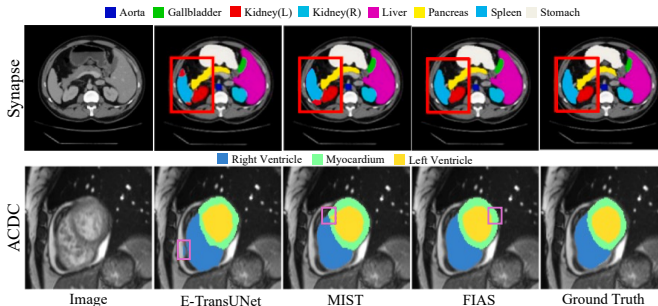 Aorta Gallbladder Kidney(L) Kidney(R) Liver Pancreas Spleen Stomach
Synapse
Right Ventricle Myocardium Left Ventricle
ACDC
Image E-TransUNet MIST FIAS Ground Truth